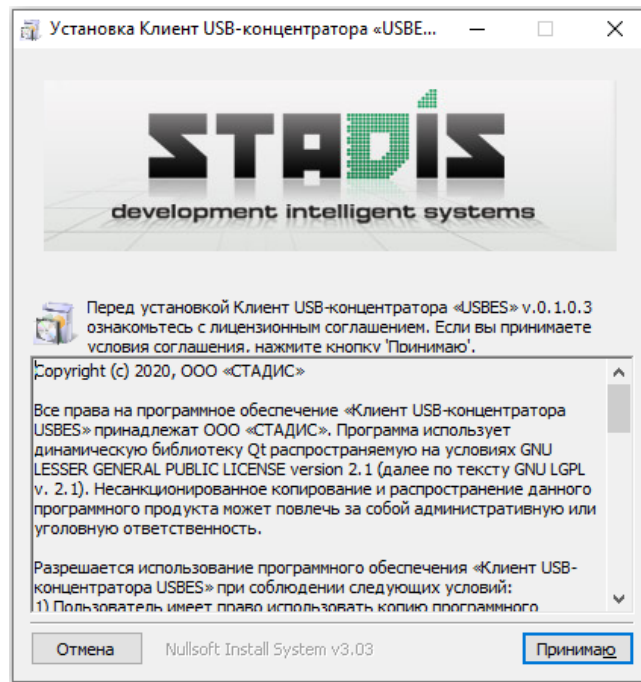 Установка Клиент USB-концентратора «USBE...
STADIS
development intelligent systems
Перед установкой Клиент USB-концентратора «USBES» v.0.1.0.3
ознакомьтесь с лицензионным соглашением. Если вы принимаете
условия соглашения, нажмите кнопку 'Принимаю'.
Copyright (c) 2020, ООО «СТАДИС»
Все права на программное обеспечение «Клиент USB-концентратора
USBES» принадлежат ООО «СТАДИС». Программа использует
динамическую библиотеку Qt распространяемую на условиях GNU
LESSER GENERAL PUBLIC LICENSE version 2.1 (далее по тексту GNU LGPL
v. 2.1). Несанкционированное копирование и распространение данного
программного продукта может повлечь за собой административную или
уголовную ответственность.
Разрешается использование программного обеспечения «Клиент USB-
концентратора USBES» при соблюдении следующих условий:
1) Пользователь имеет право использовать копию программного
Отмена
Nullsoft Install System v3.03
Принимаю